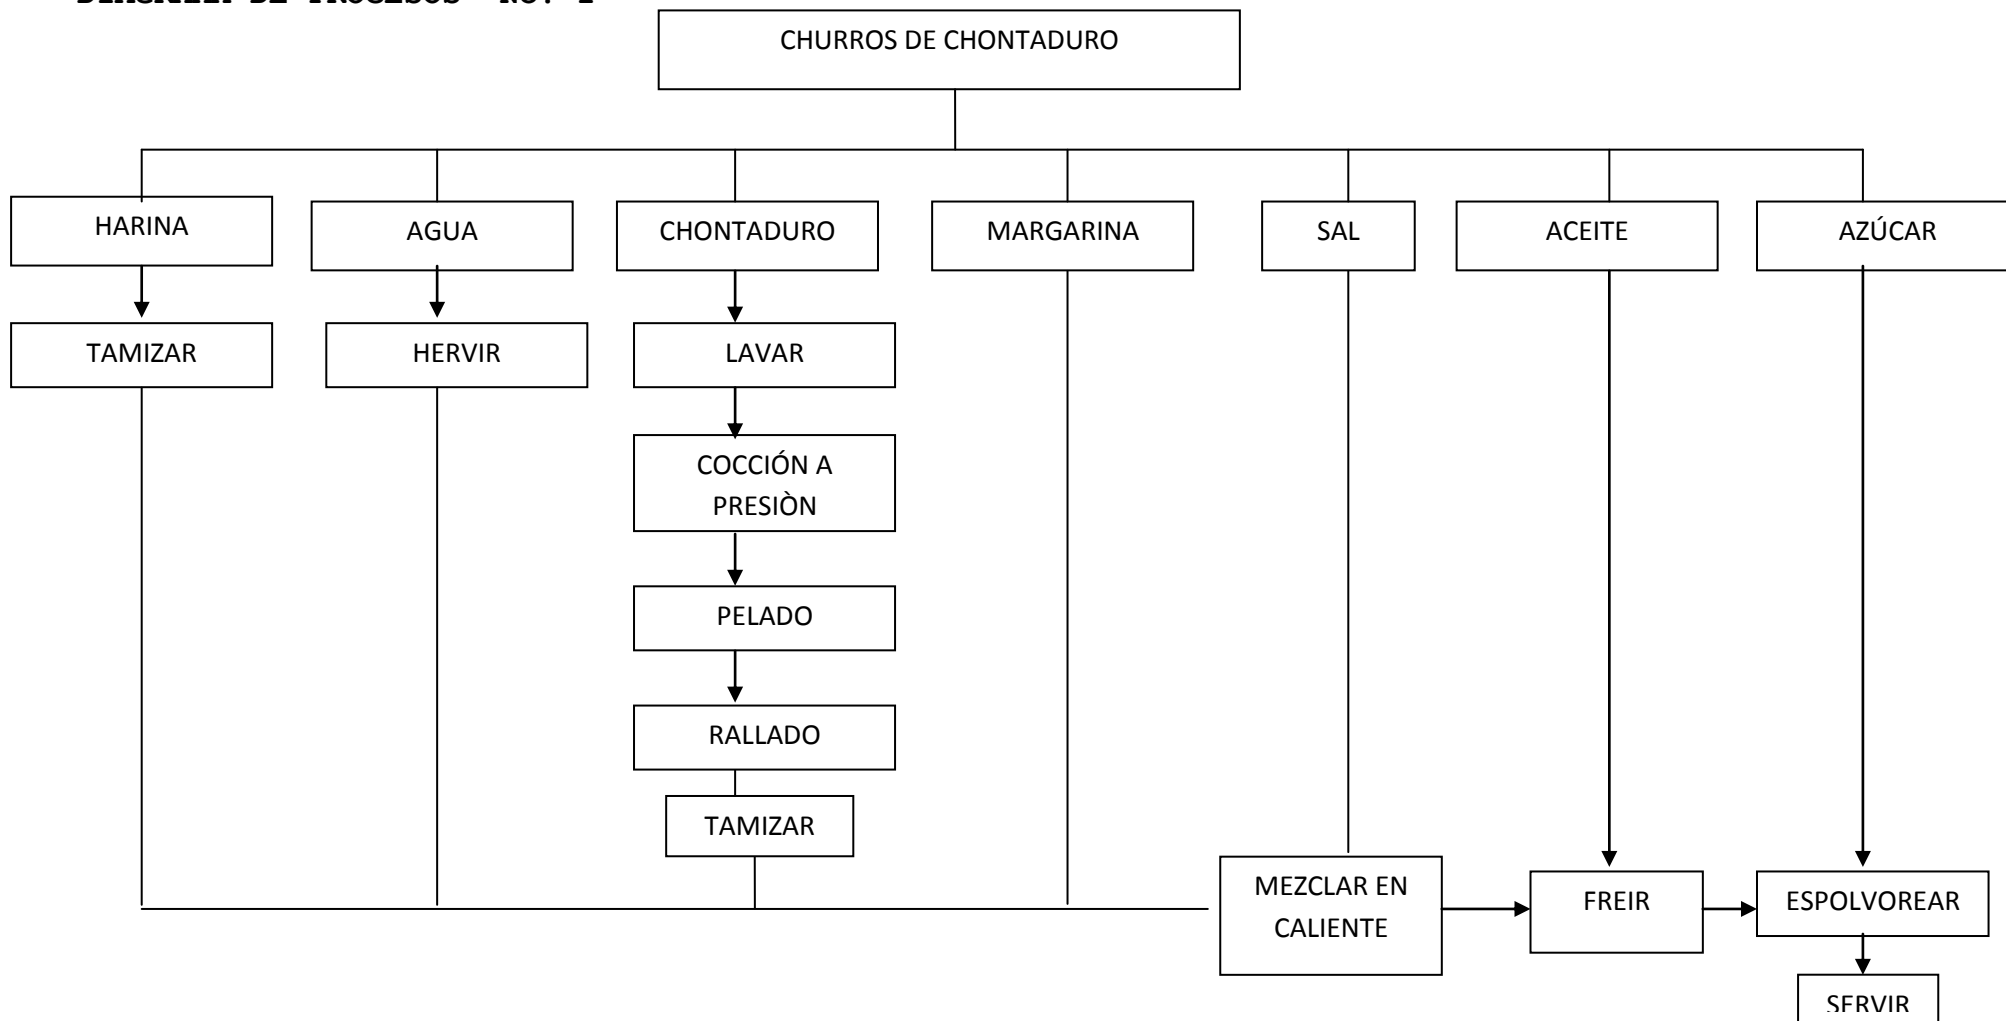 CHURROS DE CHONTADURO
HARINA
AGUA
CHONTADURO
MARGARINA
SAL
ACEITE
AZÚCAR
TAMIZAR
HERVIR
LAVAR
COCCIÓN A
PRESIÒN
PELADO
RALLADO
TAMIZAR
MEZCLAR EN
CALIENTE
FREIR
ESPOLVOREAR
SERVIR